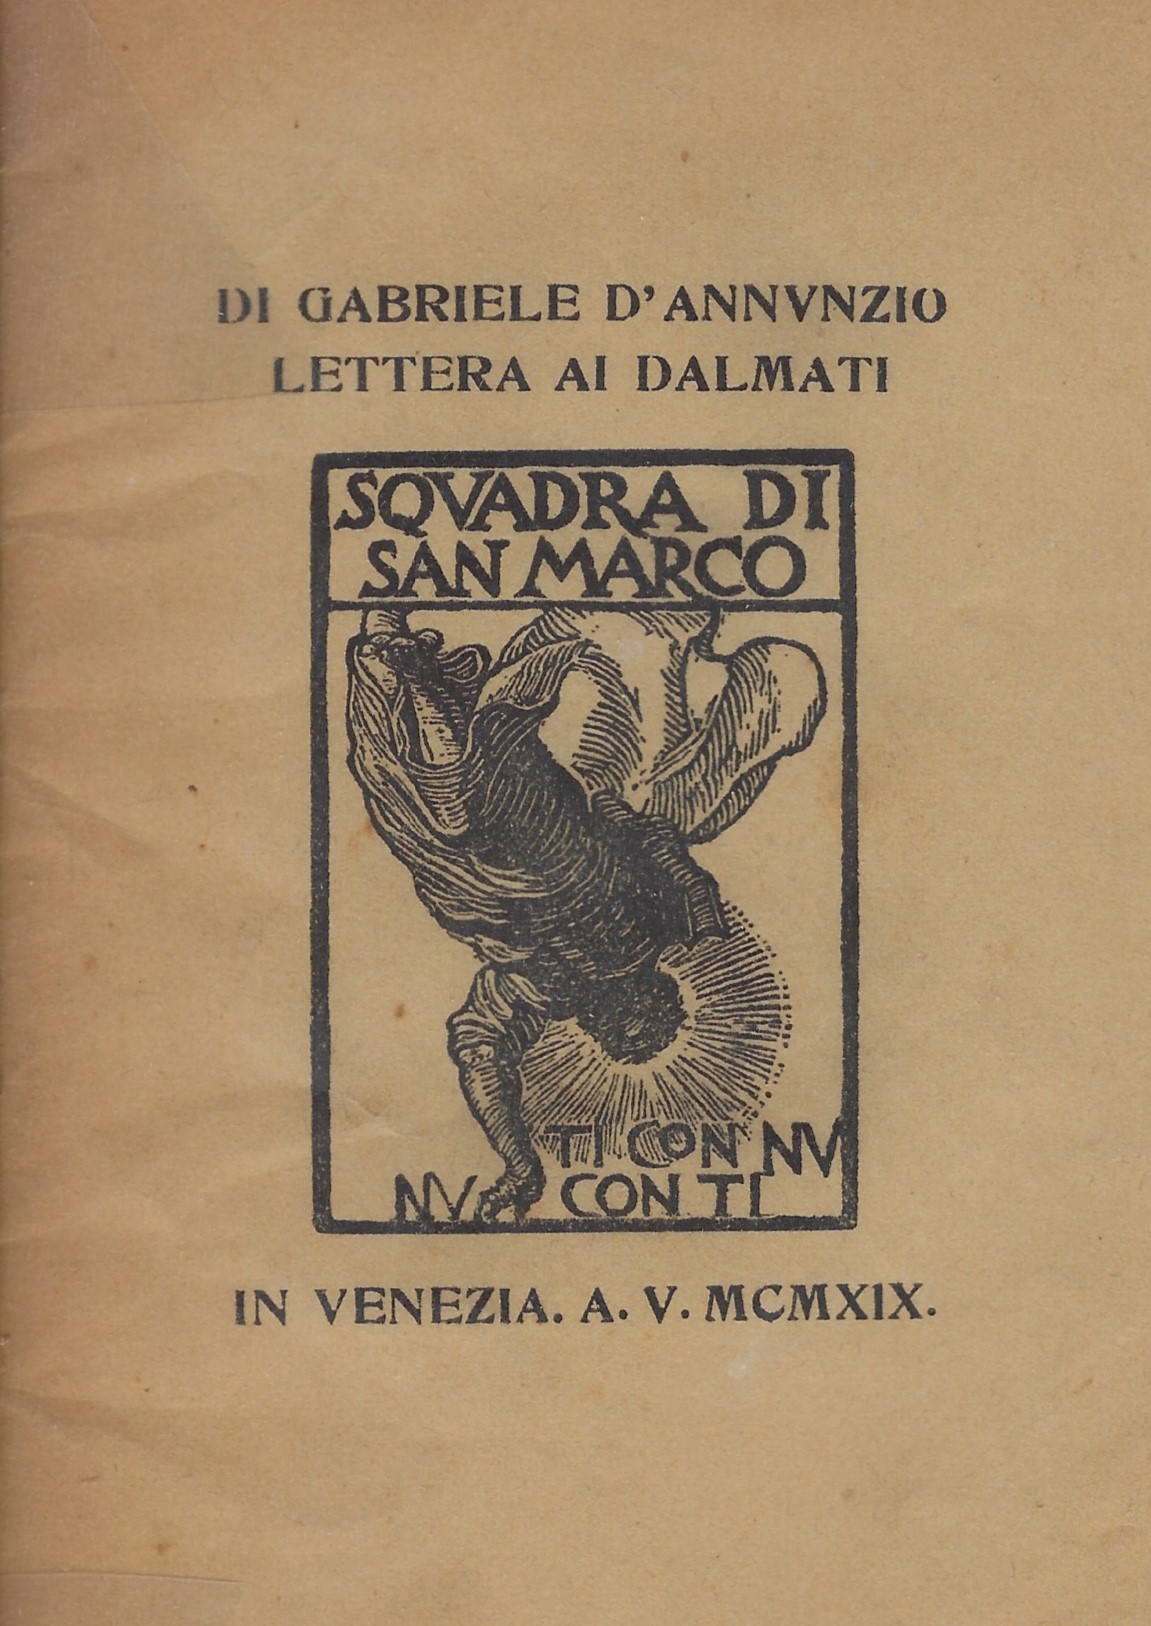 DI GABRIELE D'ANNVNZIO
LETTERA AI DALMATI
SQVADRA DI
SAN MARCO
TI CON NV
NV CON TI
IN VENEZIA. A. V. MCMXIX.